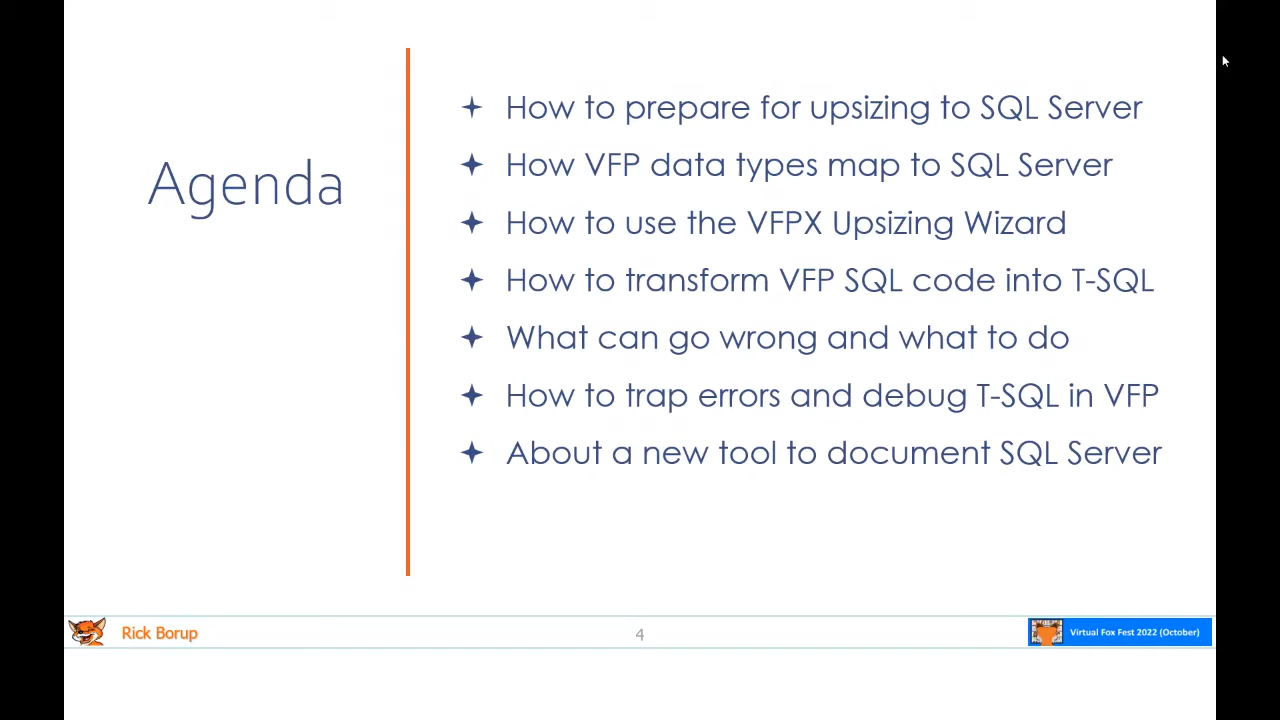 Agenda
How to prepare for upsizing to SQL Server
How VFP data types map to SQL Server
How to use the VFPX Upsizing Wizard
How to transform VFP SQL code into T-SQL
What can go wrong and what to do
How to trap errors and debug T-SQL in VFP
About a new tool to document SQL Server
Rick Borup
4
Virtual Fox Fest 2022 (October)